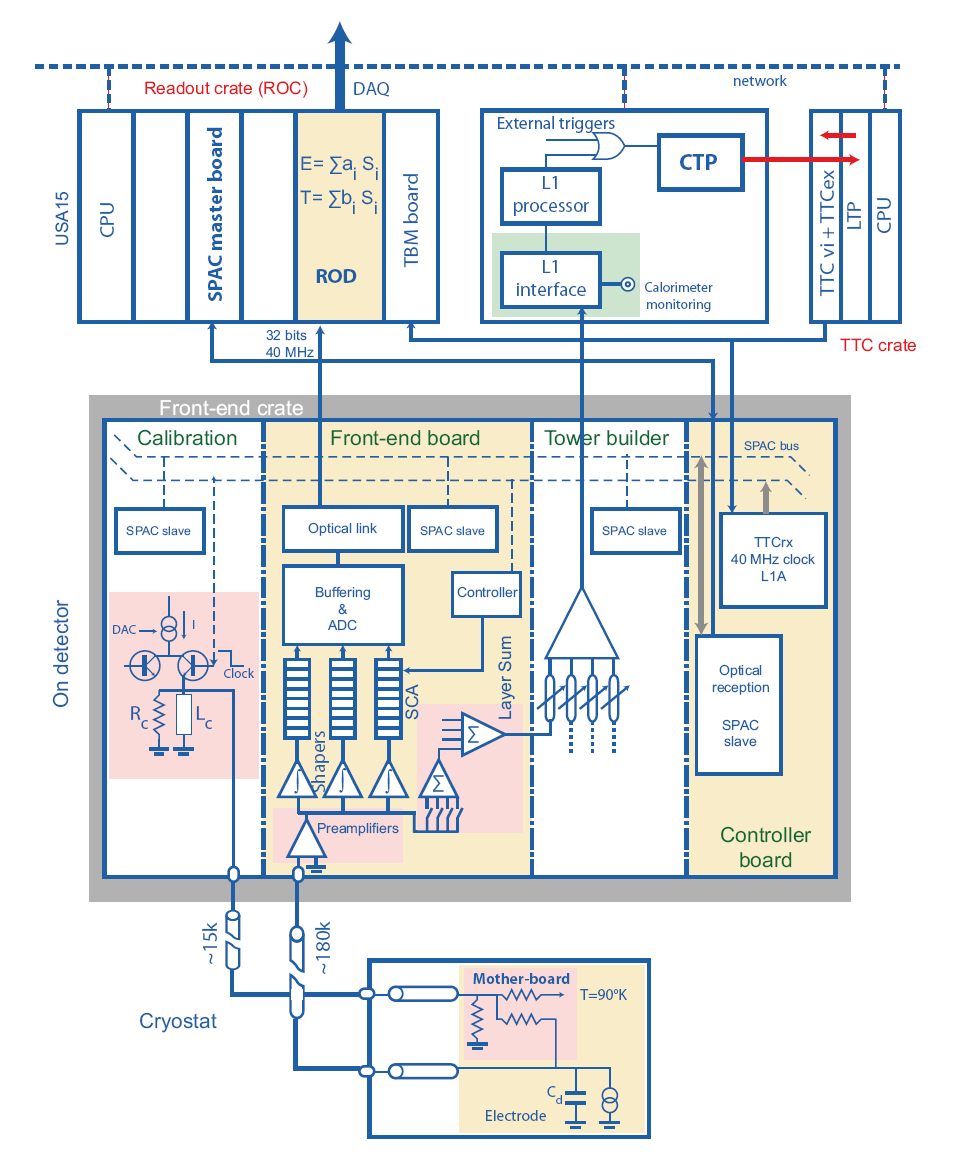 network
Readout crate (ROC)
DAQ
USA15
CPU
SPAC master board
E= ∑a_i S_i
T= ∑b_i S_i
ROD
TBM board
External triggers
CTP
L1
processor
L1
interface
Calorimeter
monitoring
TTC vi + TTCex
LTP
CPU
TTC crate
32 bits
40 MHz
Front-end crate
Calibration
Front-end board
Tower builder
SPAC bus
SPAC slave
Optical link
SPAC slave
SPAC slave
TTCrx
40 MHz clock
L1A
Buffering
&
ADC
Controller
On detector
DAC
I
Clock
R_c
L_c
SCA
Shapers
Layer Sum
∑
∑
∫
∫
∫
Preamplifiers
Optical
reception
SPAC
slave
Controller
board
~15k
~180k
Cryostat
Mother-board
T=90°K
C_d
Electrode